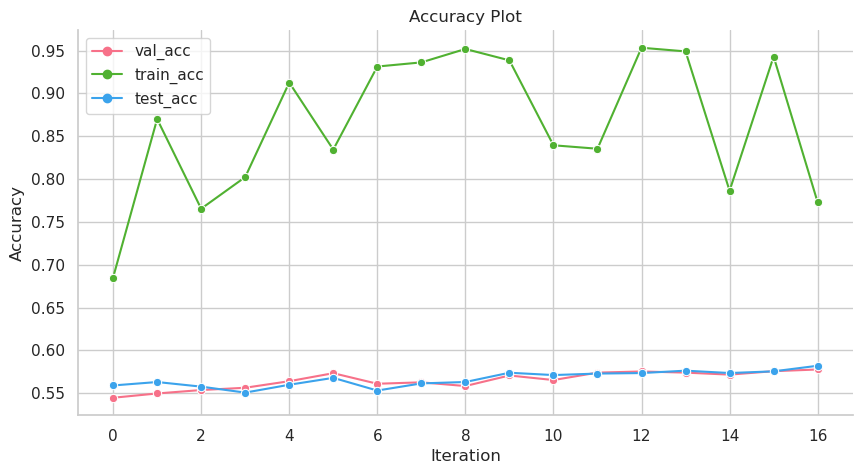 Accuracy Plot
val_acc
train_acc
test_acc
0.95
0.90
0.85
0.80
0.75
0.70
0.65
0.60
0.55
Accuracy
0 2 4 6 8 10 12 14 16
Iteration